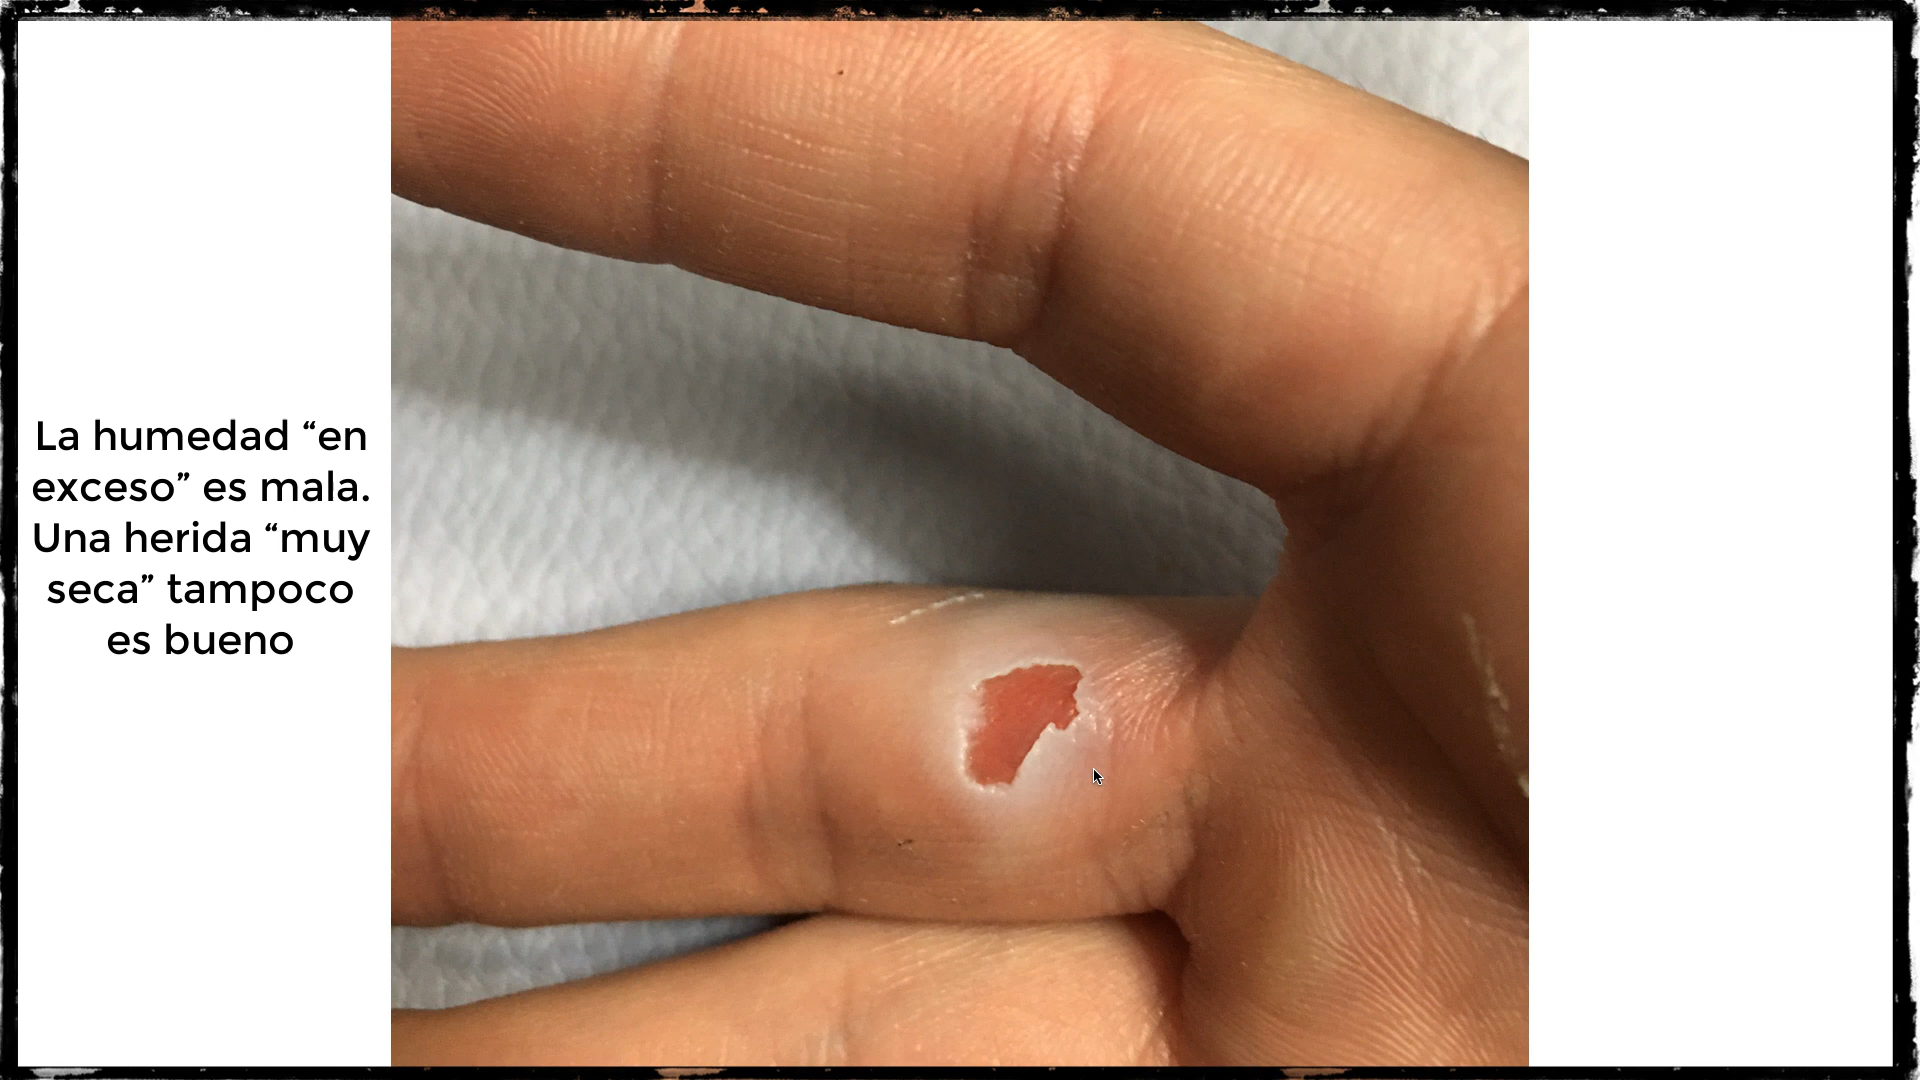 La humedad “en
exceso” es mala.
Una herida “muy
seca” tampoco
es bueno